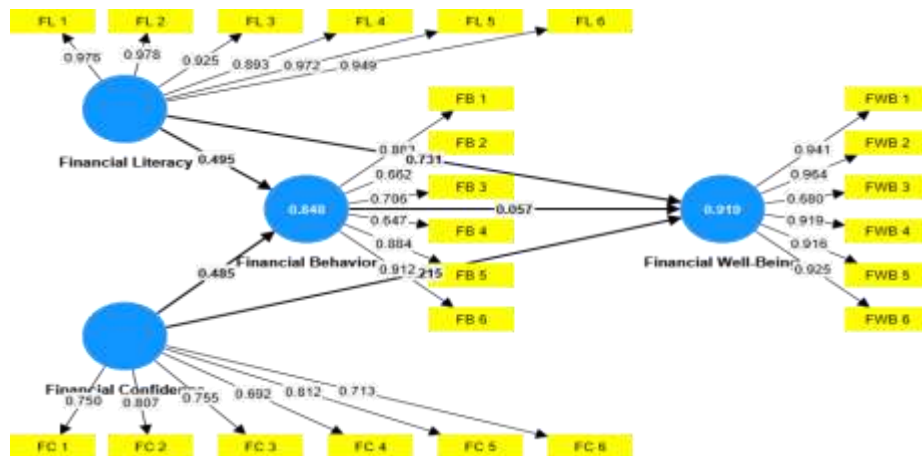 FL 1 FL 2 FL 3 FL 4 FL 5 FL 6
0.976 0.978 0.925 0.893 0.972 0.949
Financial Literacy
0.495
0.731
FB 1
FB 2
FB 3
FB 4
FB 5
FB 6
0.662
0.706
0.647
0.884
0.912
0.848
Financial Behavior
0.057
0.485
0.919
Financial Well-Being
FWB 1
FWB 2
FWB 3
FWB 4
FWB 5
FWB 6
0.941
0.964
0.680
0.919
0.916
0.925
0.750 0.807 0.755 0.692 0.812 0.713
FC 1 FC 2 FC 3 FC 4 FC 5 FC 6